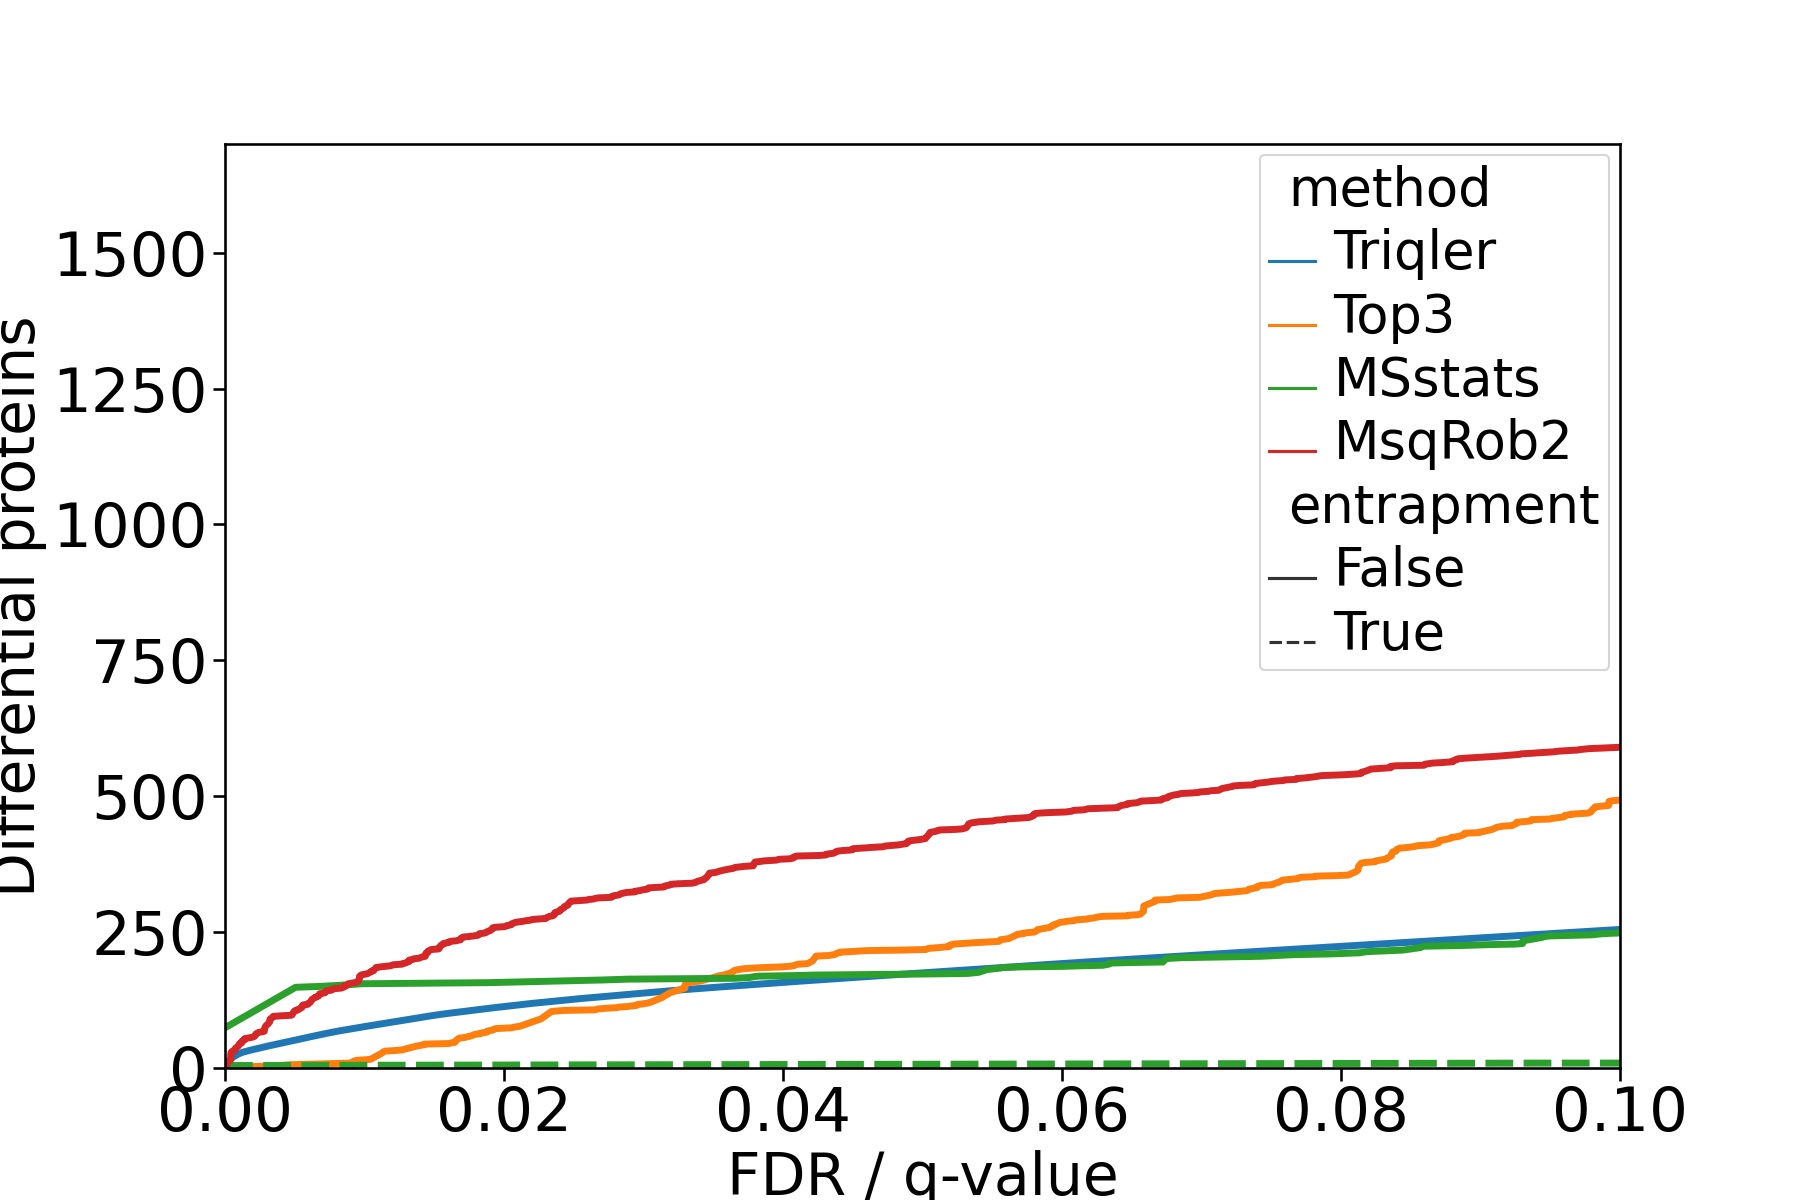 Differential proteins
1500
1250
1000
750
500
250
0
0.00 0.02 0.04 0.06 0.08 0.10
FDR / q-value
method
Triqler
Top3
MSstats
MsqRob2
entrapment
False
True